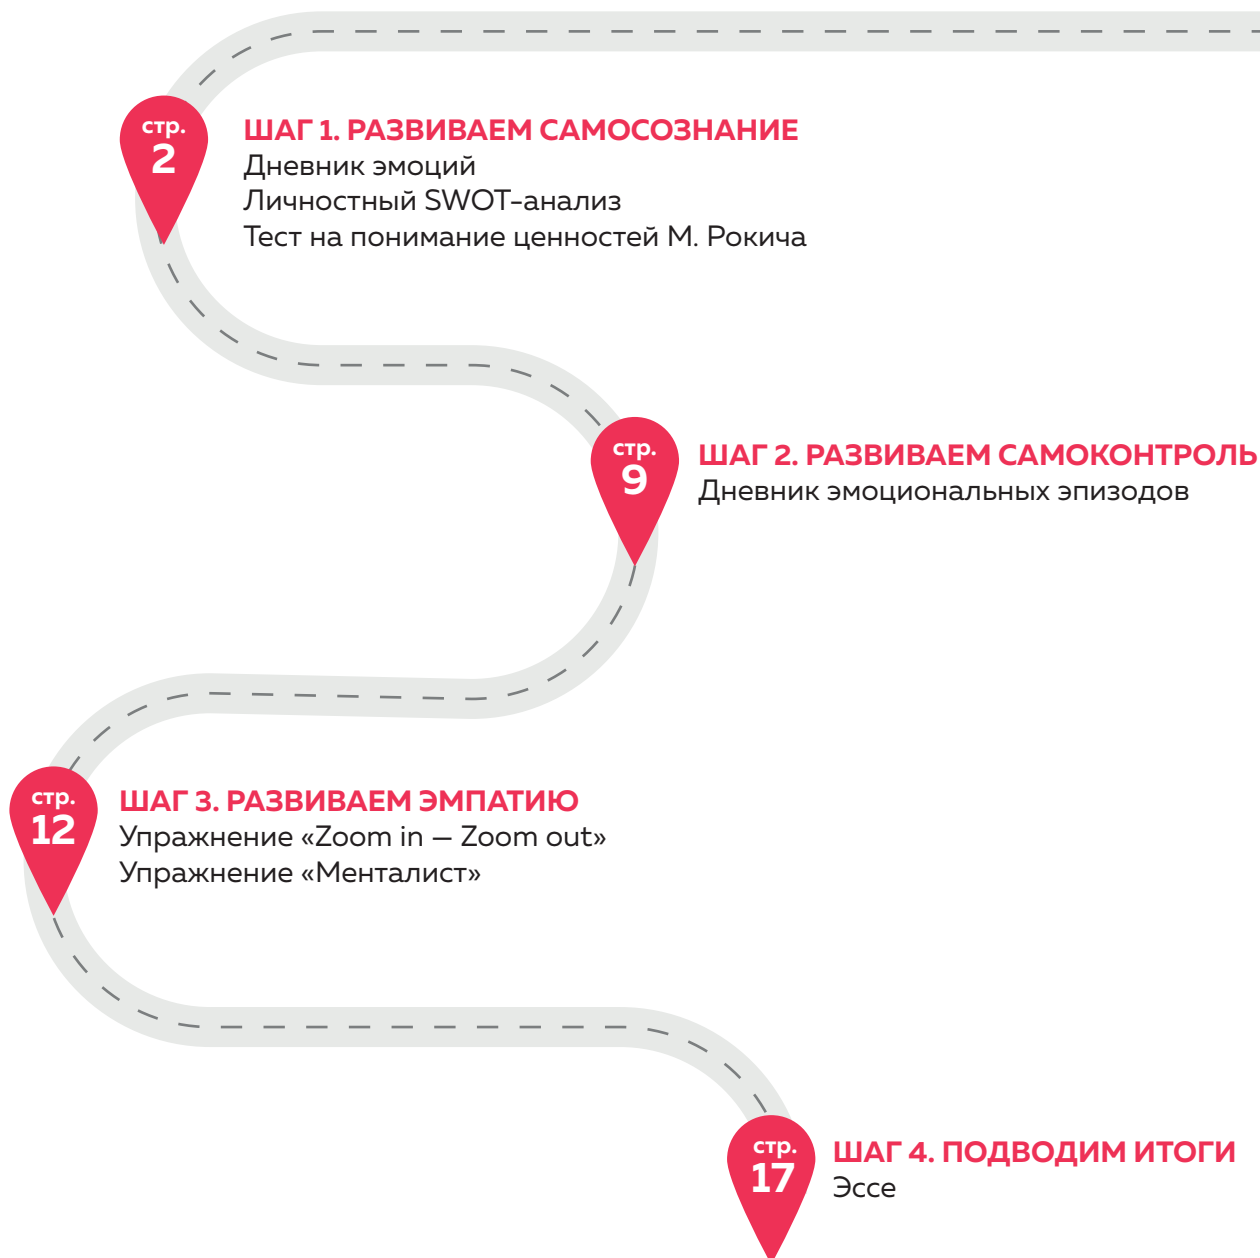 стр.
2
ШАГ 1. РАЗВИВАЕМ САМОСОЗНАНИЕ
Дневник эмоций
Личностный SWOT-анализ
Тест на понимание ценностей М. Рокича
стр.
9
ШАГ 2. РАЗВИВАЕМ САМОКОНТРОЛЬ
Дневник эмоциональных эпизодов
стр.
12
ШАГ 3. РАЗВИВАЕМ ЭМПАТИЮ
Упражнение «Zoom in — Zoom out»
Упражнение «Менталист»
стр.
17
ШАГ 4. ПОДВОДИМ ИТОГИ
Эссе